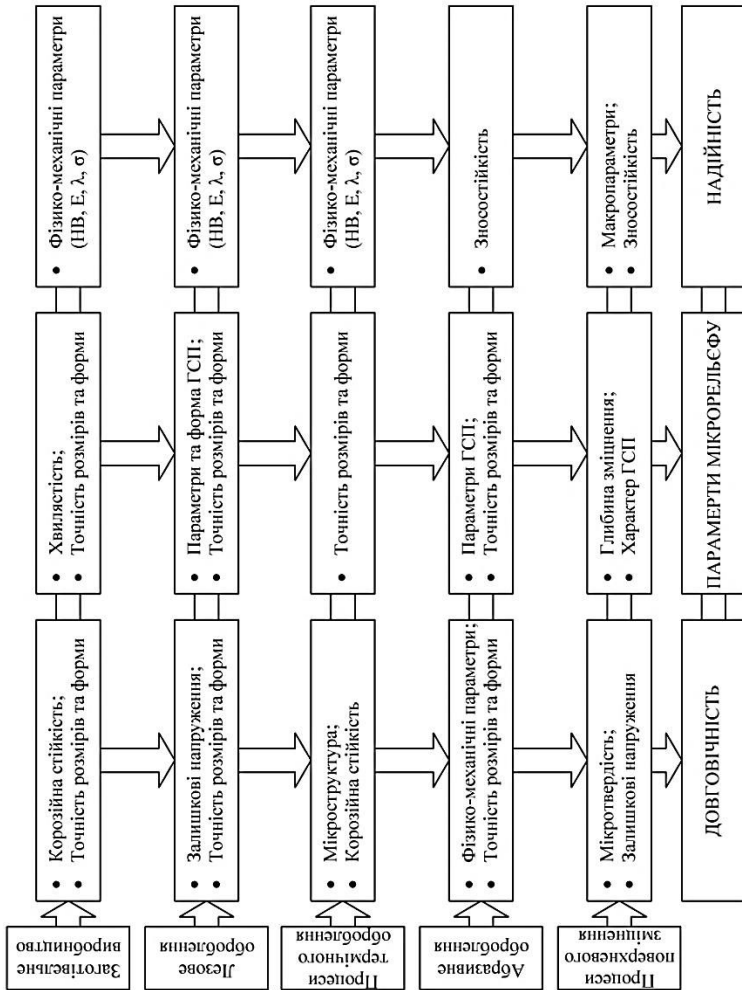 Заготівельне
виробництво
• Корозійна стійкість;
• Точність розмірів та форми
• Хвилястість;
• Точність розмірів та форми
• Фізико-механічні параметри
(НВ, Е, λ, σ)
Лезове
оброблення
• Залишкові напруження;
• Точність розмірів та форми
• Параметри та форма ГСП;
• Точність розмірів та форми
• Фізико-механічні параметри
(НВ, Е, λ, σ)
Процеси
термічного
оброблення
• Мікроструктура;
• Корозійна стійкість
• Точність розмірів та форми
• Фізико-механічні параметри
(НВ, Е, λ, σ)
Абразивне
оброблення
• Фізико-механічні параметри;
• Точність розмірів та форми
• Параметри ГСП;
• Точність розмірів та форми
• Зносостійкість
Процеси
поверхневого
зміцнення
• Мікротвердість;
• Залишкові напруження
• Глибина зміцнення;
• Характер ГСП
• Макропараметри;
• Зносостійкість
ДОВГОВІЧНІСТЬ
ПАРАМЕРТИ МІКРОРЕЛЬЄФУ
НАДІЙНІСТЬ